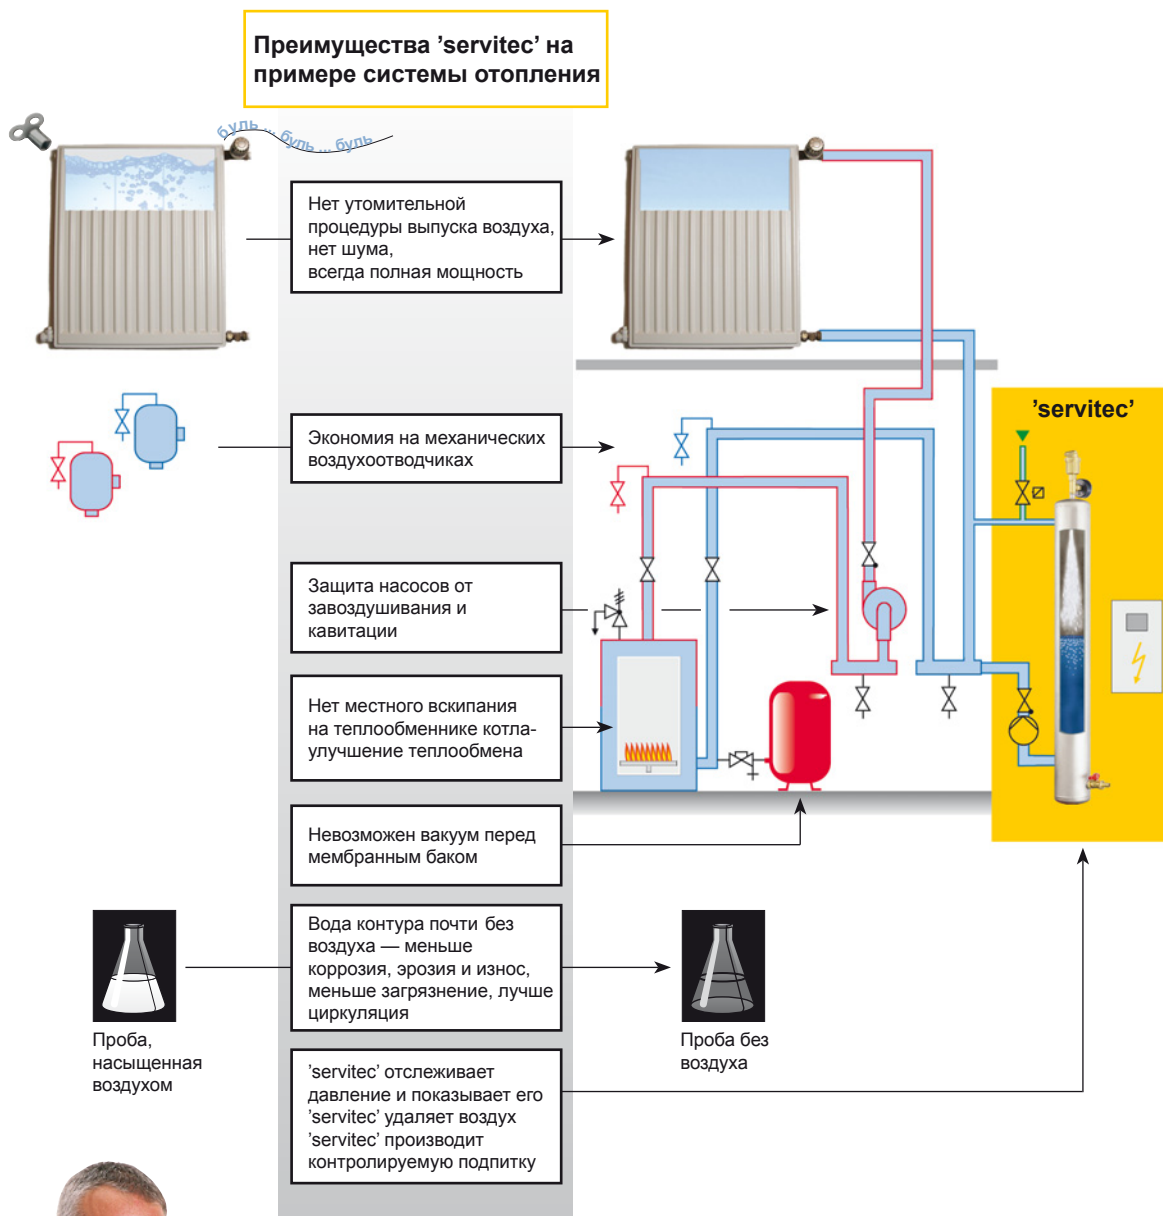 Преимущества ’servitec’ на
примере системы отопления
буль ... буль ... буль
Нет утомительной
процедуры выпуска воздуха,
нет шума,
всегда полная мощность
’servitec’
Экономия на механических
воздухоотводчиках
Защита насосов от
завоздушивания и
кавитации
Нет местного вскипания
на теплообменнике котла-
улучшение теплообмена
Невозможен вакуум перед
мембранным баком
Вода контура почти без
воздуха — меньше
коррозия, эрозия и износ,
меньше загрязнение, лучше
циркуляция
Проба,
насыщенная
воздухом
Проба без
воздуха
’servitec’ отслеживает
давление и показывает его
’servitec’ удаляет воздух
’servitec’ производит
контролируемую подпитку